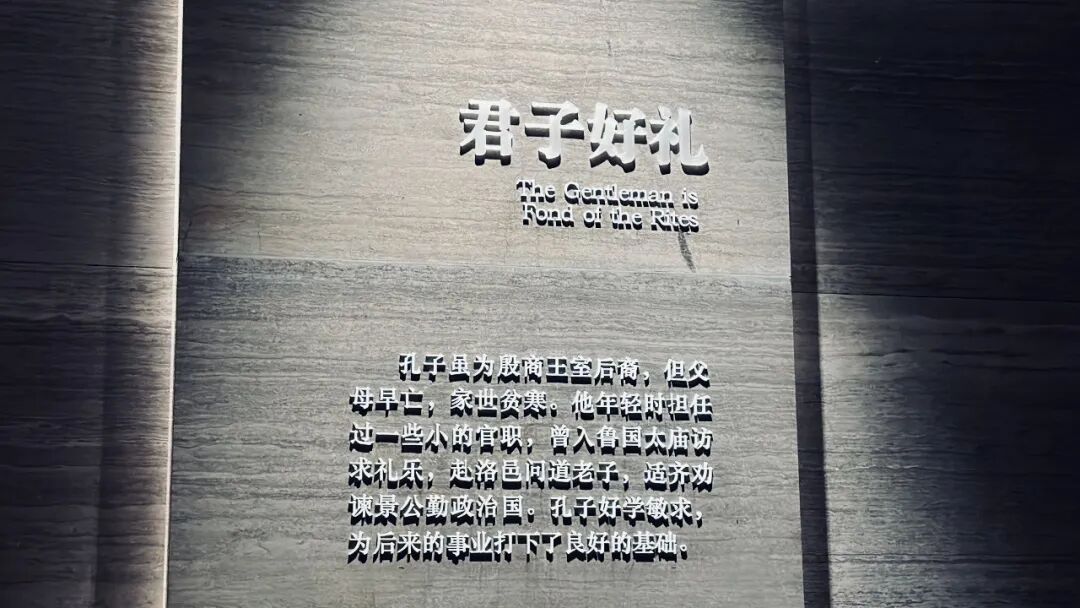 君子好礼
The Gentleman is
Fond of the Rites
孔子虽为殷商王室后裔，但父
母早亡，家世贫寒。他年轻时担任
过一些小的官职，曾入鲁国太庙访
求礼乐，赴洛邑问道老子，适齐劝
谏景公勤政治国。孔子好学敏求，
为后来的事业打下了良好的基础。